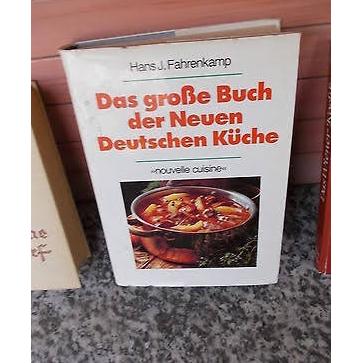 Hans J. Fahrenkamp
Das große Buch
der Neuen
Deutschen Küche
»nouvelle cuisine«